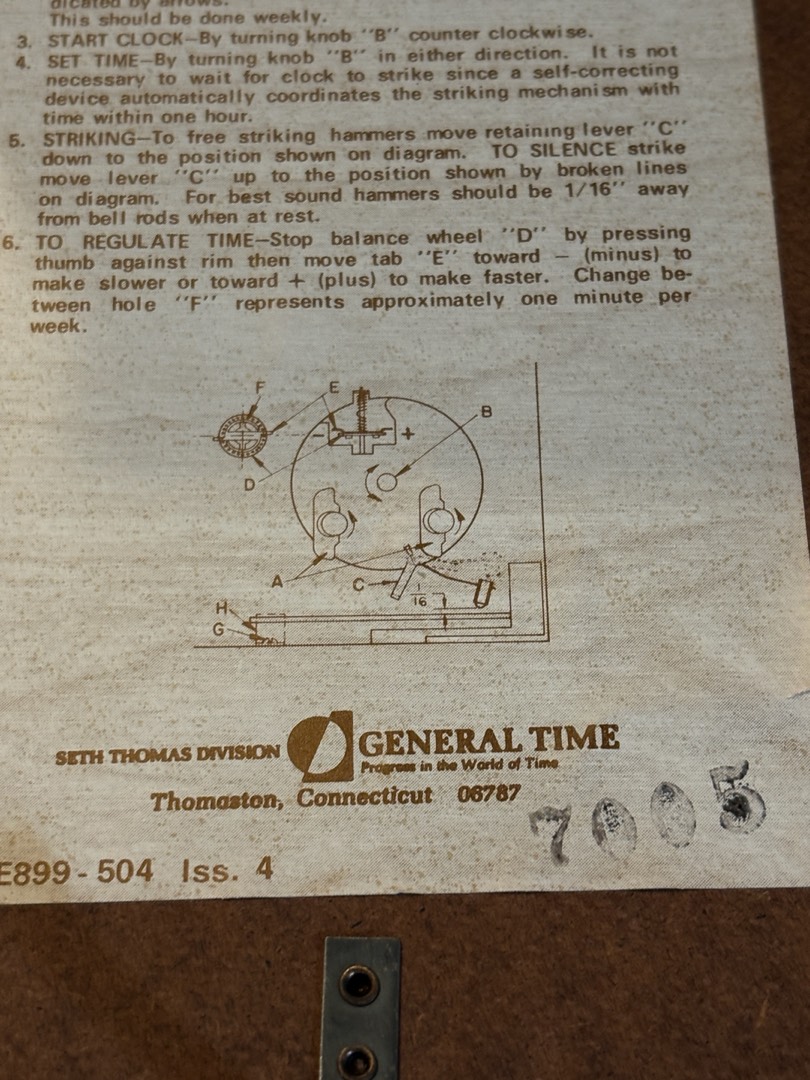 dicated by arrows.
This should be done weekly.
3. START CLOCK—By turning knob "B" counter clockwise.
4. SET TIME—By turning knob "B" in either direction. It is not
necessary to wait for clock to strike since a self-correcting
device automatically coordinates the striking mechanism with
time within one hour.
5. STRIKING—To free striking hammers move retaining lever "C"
down to the position shown on diagram. TO SILENCE strike
move lever "C" up to the position shown by broken lines
on diagram. For best sound hammers should be 1/16" away
from bell rods when at rest.
6. TO REGULATE TIME—Stop balance wheel "D" by pressing
thumb against rim then move tab "E" toward – (minus) to
make slower or toward + (plus) to make faster. Change be-
tween hole "F" represents approximately one minute per
week.
F E
B
– +
D
A C
1/16
H
G
SETH THOMAS DIVISION GENERAL TIME
Progress in the World of Time
Thomaston, Connecticut 06787
7005
E899-504 Iss. 4